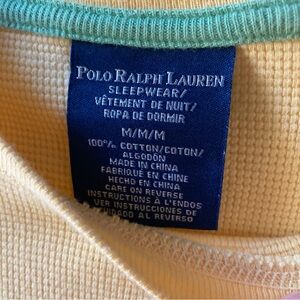 POLO RALPH LAUREN
SLEEPWEAR/
VÊTEMENT DE NUIT/
ROPA DE DORMIR
M/M/M
100% COTTON/COTON/
ALGODÓN
MADE IN CHINA
FABRIQUÉ EN CHINE
HECHO EN CHINA
CARE ON REVERSE
INSTRUCTIONS À L'ENDOS
VER INSTRUCCIONES DE
CUIDADO AL REVERSO